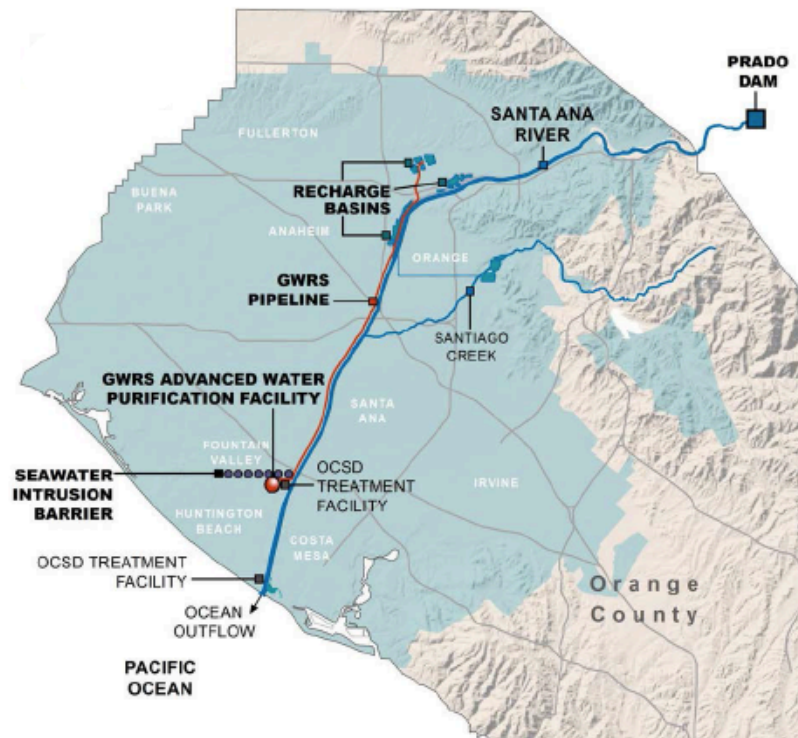 PRADO
DAM
SANTA ANA
RIVER
FULLERTON
BUENA
PARK
RECHARGE
BASINS
ANAHEIM
ORANGE
GWRS
PIPELINE
SANTIAGO
CREEK
GWRS ADVANCED WATER
PURIFICATION FACILITY
SANTA
ANA
FOUNTAIN
VALLEY
SEAWATER
INTRUSION
BARRIER
OCSD
TREATMENT
FACILITY
IRVINE
HUNTINGTON
BEACH
COSTA
MESA
OCSD TREATMENT
FACILITY
OCEAN
OUTFLOW
Orange
County
PACIFIC
OCEAN